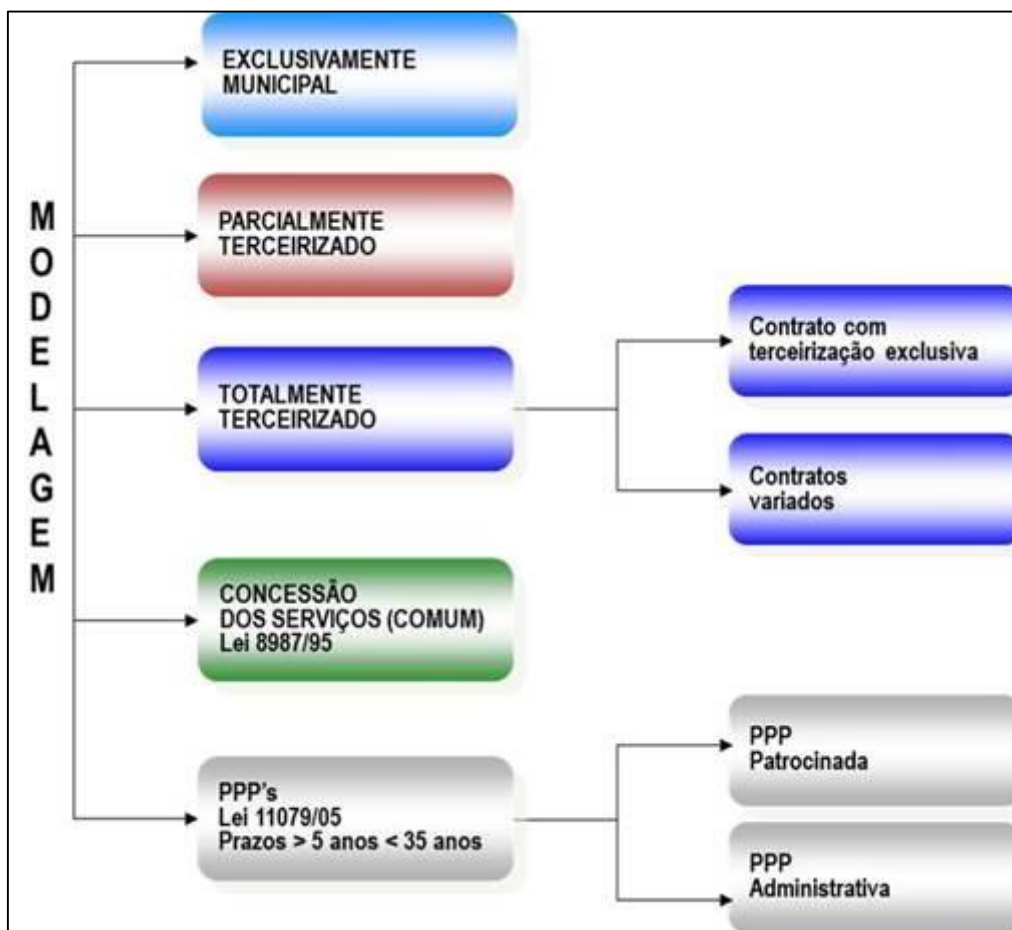 MODELAGEM
EXCLUSIVAMENTE
MUNICIPAL
PARCIALMENTE
TERCEIRIZADO
TOTALMENTE
TERCEIRIZADO
Contrato com
terceirização exclusiva
Contratos
variados
CONCESSÃO
DOS SERVIÇOS (COMUM)
Lei 8987/95
PPP's
Lei 11079/05
Prazos > 5 anos < 35 anos
PPP
Patrocinada
PPP
Administrativa